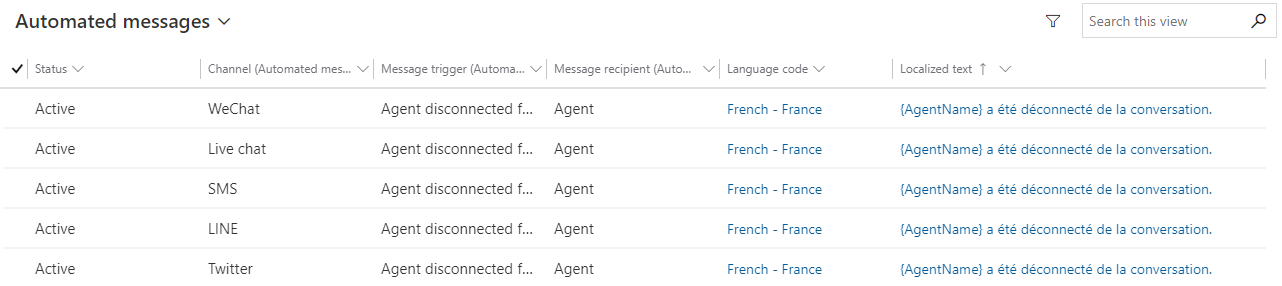 Automated messages
Search this view
Status Channel (Automated mes... Message trigger (Automa... Message recipient (Auto... Language code Localized text ↑
Active WeChat Agent disconnected f... Agent French - France {AgentName} a été déconnecté de la conversation.
Active Live chat Agent disconnected f... Agent French - France {AgentName} a été déconnecté de la conversation.
Active SMS Agent disconnected f... Agent French - France {AgentName} a été déconnecté de la conversation.
Active LINE Agent disconnected f... Agent French - France {AgentName} a été déconnecté de la conversation.
Active Twitter Agent disconnected f... Agent French - France {AgentName} a été déconnecté de la conversation.